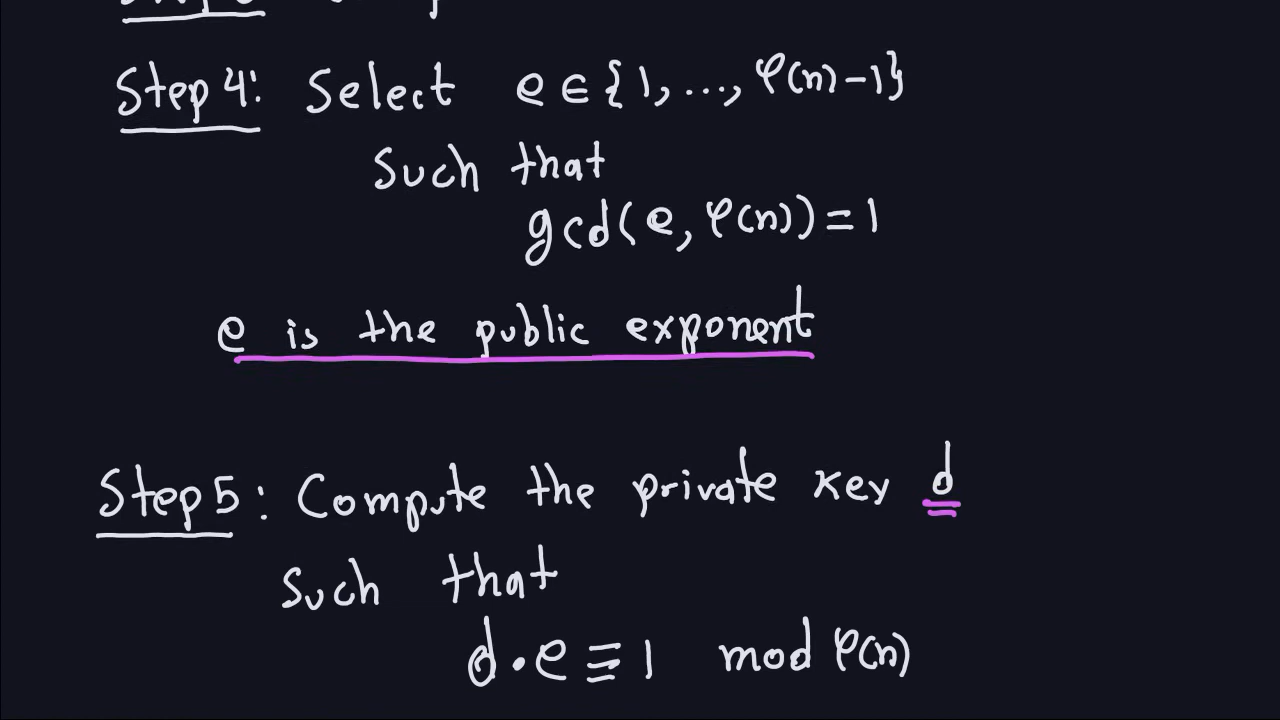 Step 4: Select e ∈ {1, ..., φ(n)-1}
Such that
gcd(e, φ(n)) = 1
e is the public exponent
Step 5: Compute the private key d
Such that
d · e ≡ 1 mod φ(n)